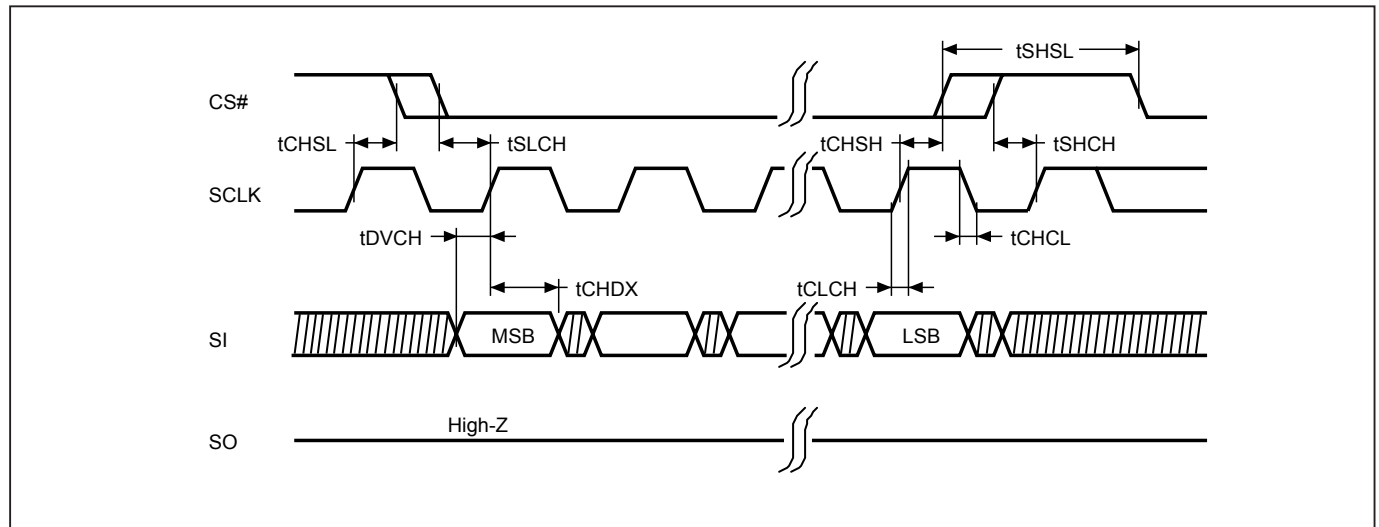 tSHSL
CS#
tCHSL
tSLCH
tCHSH
tSHCH
SCLK
tDVCH
tCHCL
tCHDX
tCLCH
SI
MSB
LSB
High-Z
SO